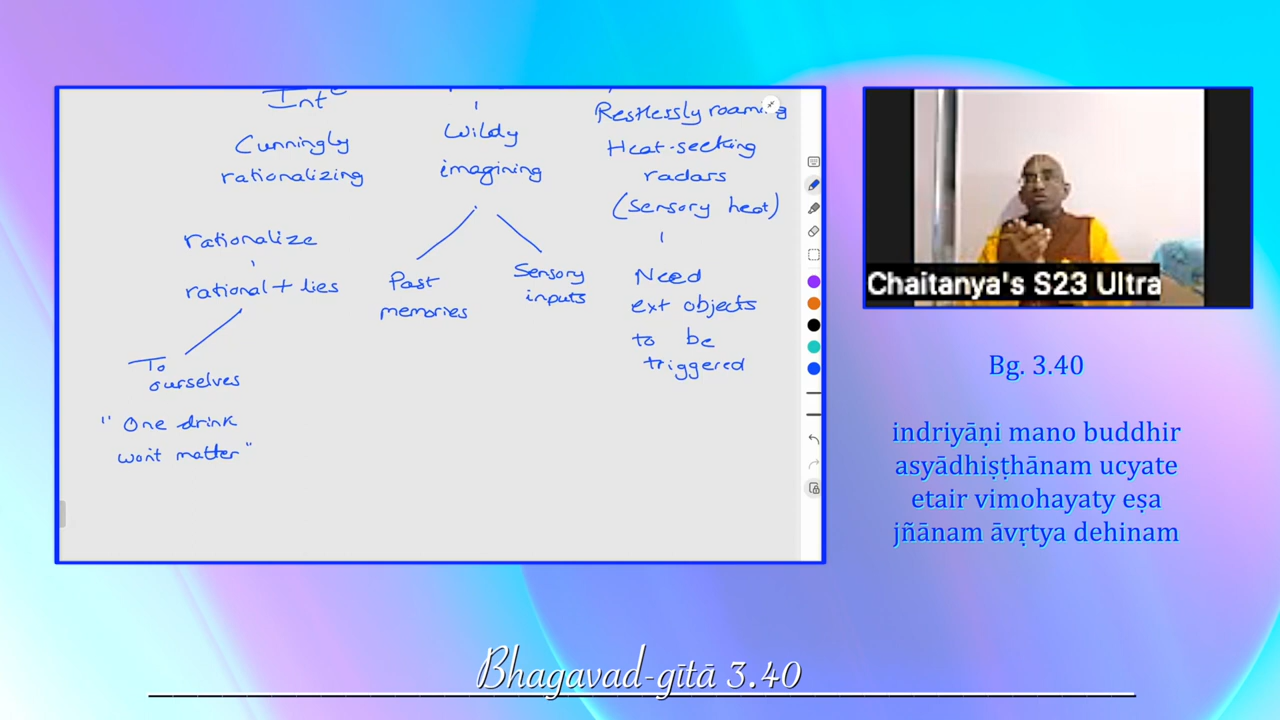 Int
Cunningly
rationalizing
rationalize
rational + lies
To
ourselves
"One drink
won't matter"
Wildy
imagining
Past
memories
Sensory
inputs
Restlessly roaming
Heat-seeking
radars
(sensory heat)
Need
ext objects
to be
triggered
Chaitanya's S23 Ultra
Bg. 3.40
indriyāṇi mano buddhir
asyādhiṣṭhānam ucyate
etair vimohayaty eṣa
jñānam āvṛtya dehinam
Bhagavad-gītā 3.40